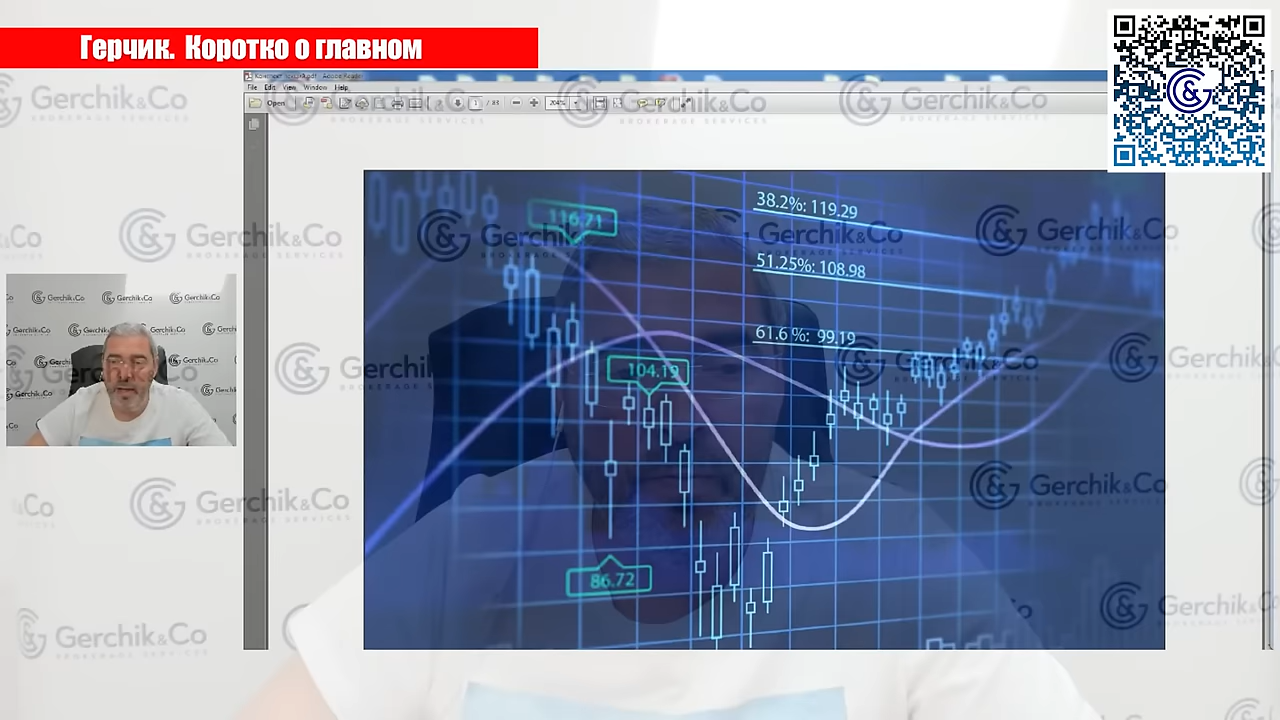 Герчик. Коротко о главном
File Edit View Window Help
Open
/ 83
Gerchik&Co
BROKERAGE SERVICES
116.71
38.2%: 119.29
51.25%: 108.98
61.6 %: 99.19
104.19
86.72